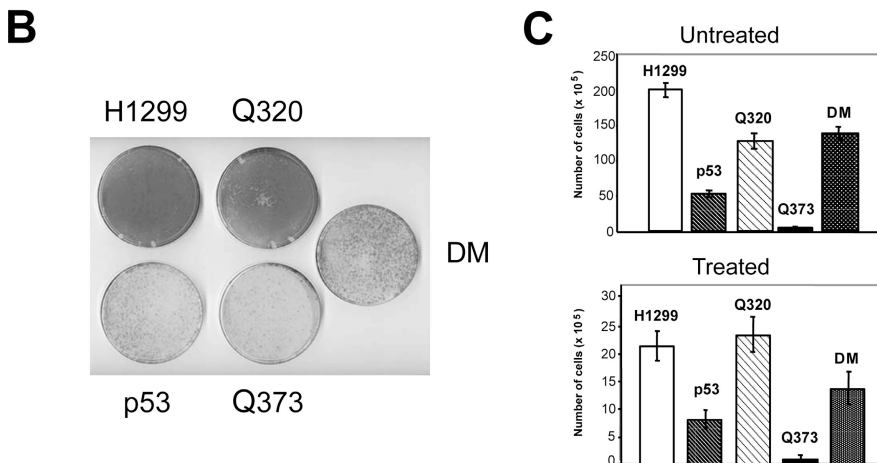 B
H1299 Q320
DM
p53 Q373
C
Untreated
Number of cells (x 10⁵)
250
200
150
100
50
0
H1299
p53
Q320
Q373
DM
Treated
Number of cells (x 10⁵)
30
25
20
15
10
5
0
H1299
p53
Q320
Q373
DM